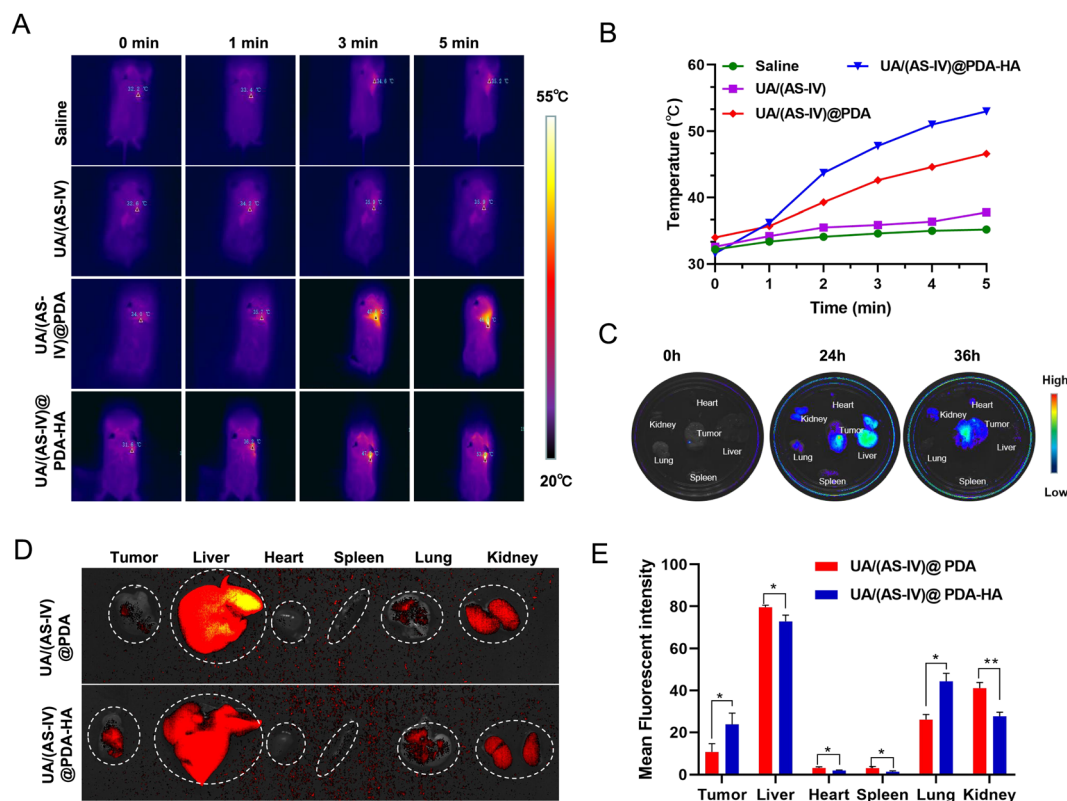 A
0 min 1 min 3 min 5 min
Saline
UA/(AS-IV)
UA/(AS-
IV)@PDA
UA/(AS-IV)@
PDA-HA
55°C
20°C
B
Saline
UA/(AS-IV)
UA/(AS-IV)@PDA
UA/(AS-IV)@PDA-HA
Temperature (°C)
60
50
40
30
0 1 2 3 4 5
Time (min)
C
0h 24h 36h
Heart
Kidney
Tumor
Lung
Liver
Spleen
Heart
Kidney
Tumor
Lung
Liver
Spleen
Heart
Kidney
Tumor
Lung
Liver
Spleen
High
Low
D
Tumor Liver Heart Spleen Lung Kidney
UA/(AS-IV)
@PDA
UA/(AS-IV)
@PDA-HA
E
UA/(AS-IV)@ PDA
UA/(AS-IV)@ PDA-HA
Mean Fluorescent intensity
100
80
60
40
20
0
* * * * * **
Tumor Liver Heart Spleen Lung Kidney